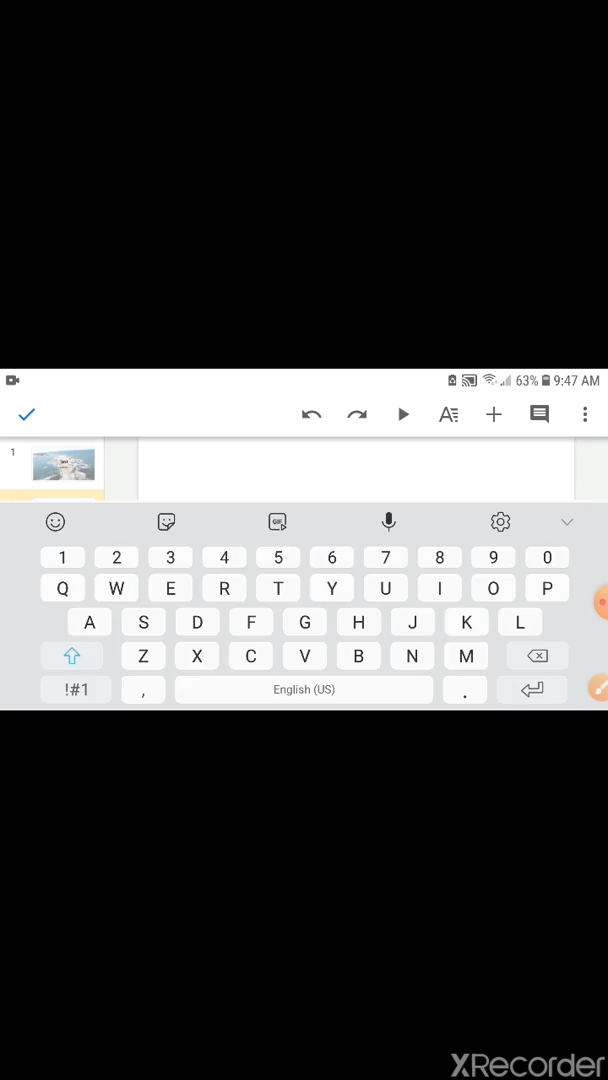 63% 9:47 AM
1
GIF
1 2 3 4 5 6 7 8 9 0
Q W E R T Y U I O P
A S D F G H J K L
Z X C V B N M
!#1 , English (US) .
XRecorder